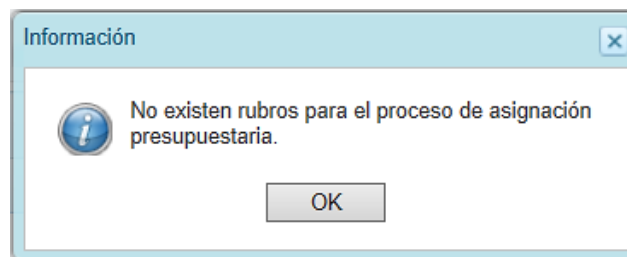 Información
No existen rubros para el proceso de asignación
presupuestaria.
OK